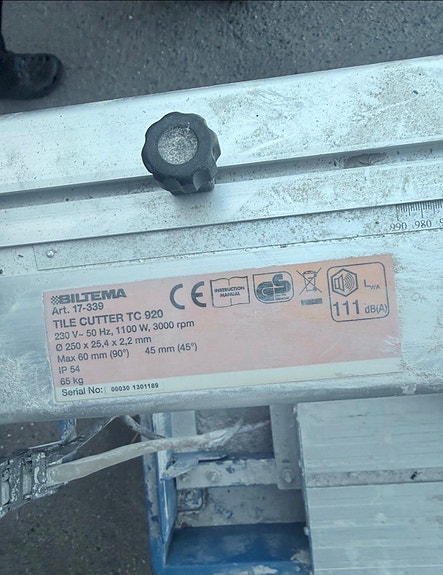 990 980
BILTEMA
Art. 17-339
TILE CUTTER TC 920
230 V~ 50 Hz, 1100 W, 3000 rpm
Ø 250 x 25,4 x 2,2 mm
Max 60 mm (90°) 45 mm (45°)
IP 54
65 kg
Serial No: 00030 1301189
CE
INSTRUCTION
MANUAL
GS
LWA
111 dB(A)